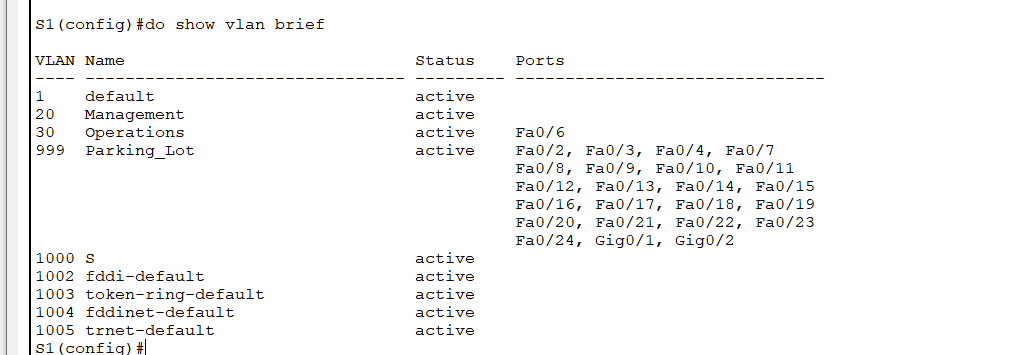 S1(config)#do show vlan brief
VLAN Name                             Status    Ports
---- -------------------------------- --------- -------------------------------
1    default                          active
20   Management                       active
30   Operations                       active    Fa0/6
999  Parking_Lot                      active    Fa0/2, Fa0/3, Fa0/4, Fa0/7
                                                Fa0/8, Fa0/9, Fa0/10, Fa0/11
                                                Fa0/12, Fa0/13, Fa0/14, Fa0/15
                                                Fa0/16, Fa0/17, Fa0/18, Fa0/19
                                                Fa0/20, Fa0/21, Fa0/22, Fa0/23
                                                Fa0/24, Gig0/1, Gig0/2
1000 S                                active
1002 fddi-default                     active
1003 token-ring-default               active
1004 fddinet-default                  active
1005 trnet-default                    active
S1(config)#